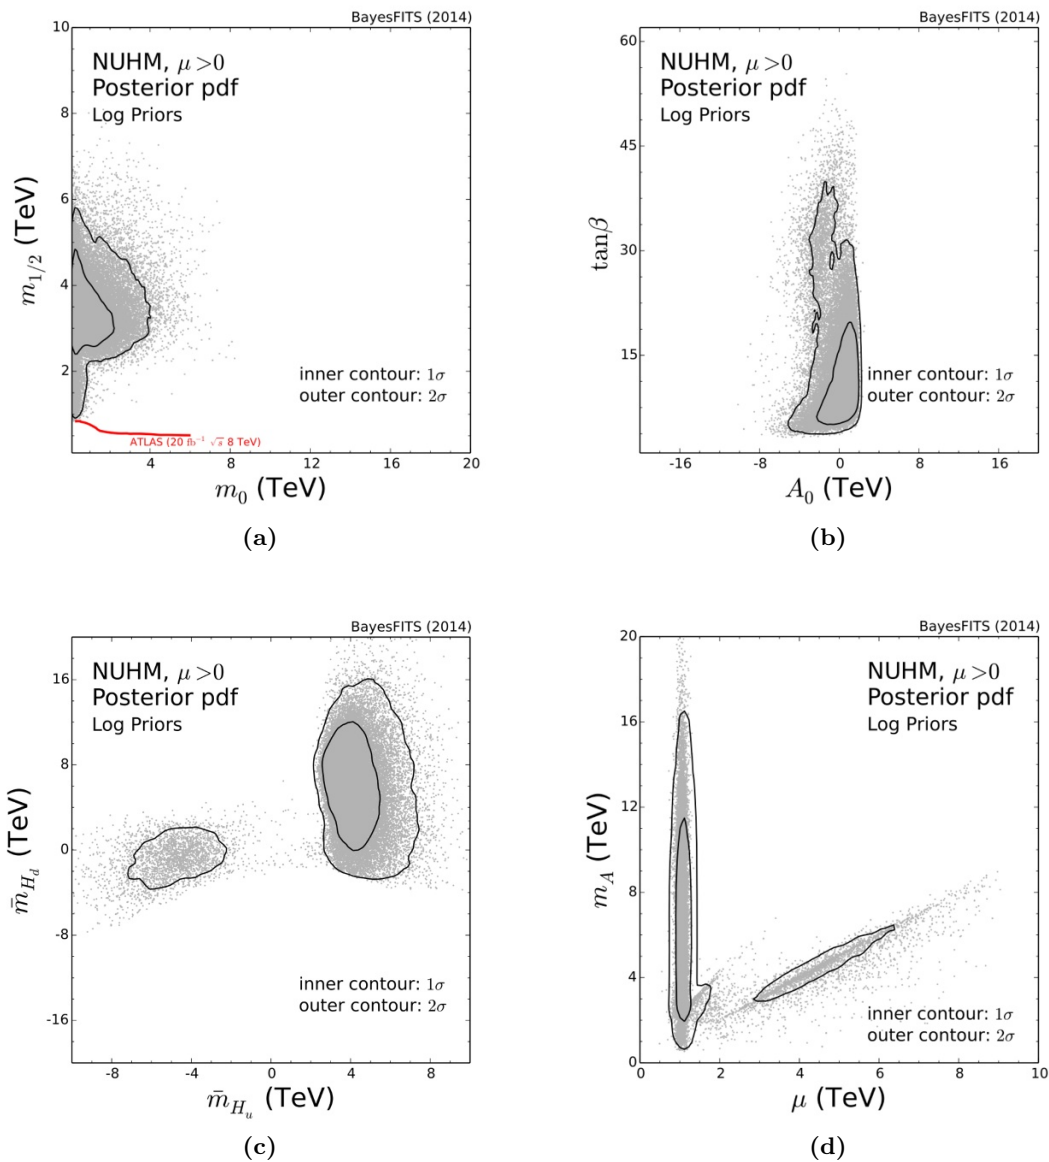 BayesFITS (2014)
10
8
6
4
2
m_{1/2} (TeV)
NUHM, μ > 0
Posterior pdf
Log Priors
inner contour: 1σ
outer contour: 2σ
ATLAS (20 fb⁻¹ √s 8 TeV)
4 8 12 16 20
m₀ (TeV)
(a)
BayesFITS (2014)
60
45
30
15
tanβ
NUHM, μ > 0
Posterior pdf
Log Priors
inner contour: 1σ
outer contour: 2σ
-16 -8 0 8 16
A₀ (TeV)
(b)
BayesFITS (2014)
16
8
0
-8
-16
m̄_{H_d} (TeV)
NUHM, μ > 0
Posterior pdf
Log Priors
inner contour: 1σ
outer contour: 2σ
-8 -4 0 4 8
m̄_{H_u} (TeV)
(c)
BayesFITS (2014)
20
16
12
8
4
0
m_A (TeV)
NUHM, μ > 0
Posterior pdf
Log Priors
inner contour: 1σ
outer contour: 2σ
0 2 4 6 8 10
μ (TeV)
(d)